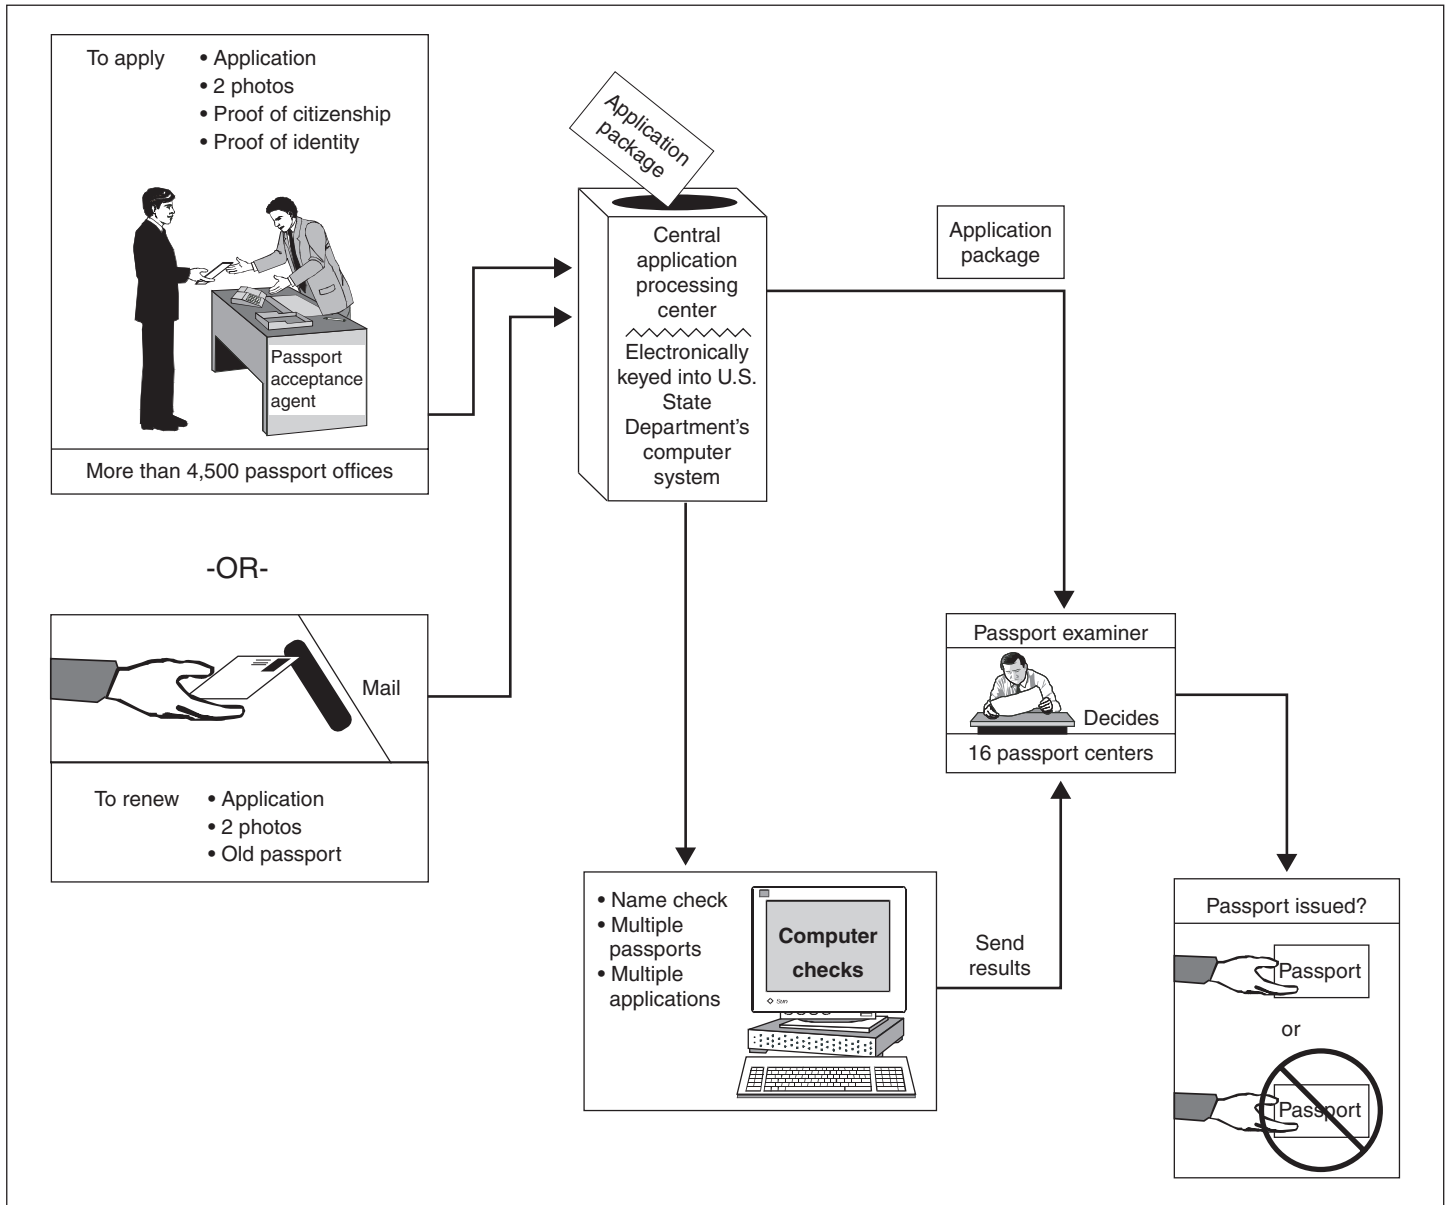 To apply
• Application
• 2 photos
• Proof of citizenship
• Proof of identity
Passport
acceptance
agent
More than 4,500 passport offices
-OR-
Mail
To renew
• Application
• 2 photos
• Old passport
Application
package
Central
application
processing
center
Electronically
keyed into U.S.
State
Department’s
computer
system
Application
package
• Name check
• Multiple
passports
• Multiple
applications
Computer
checks
Sun
Send
results
Passport examiner
Decides
16 passport centers
Passport issued?
Passport
or
Passport